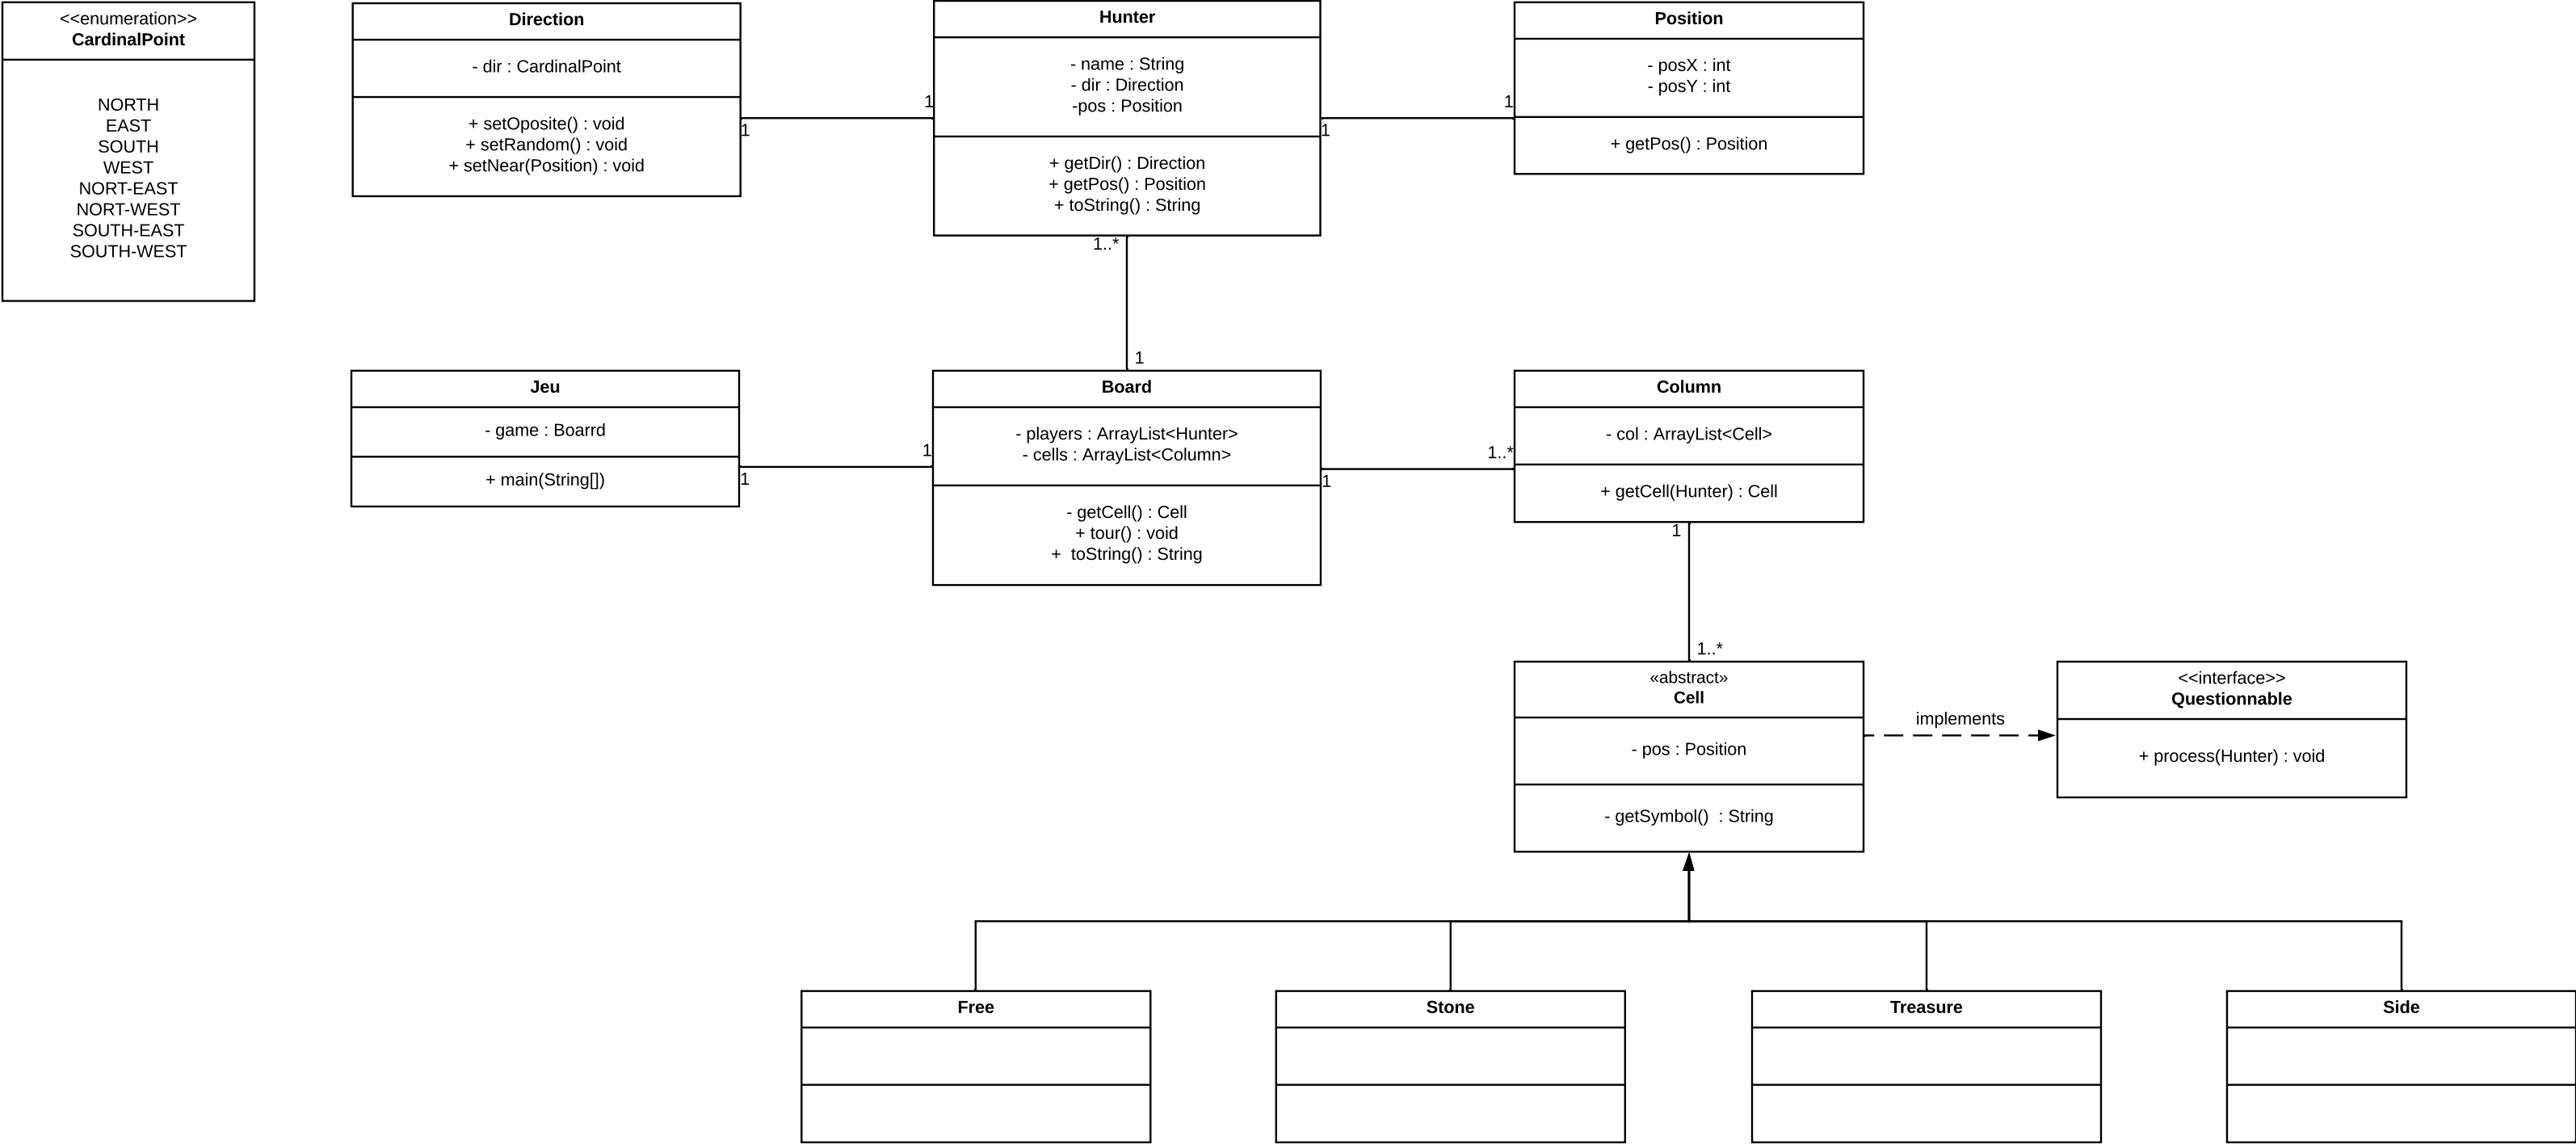 <<enumeration>>
CardinalPoint
NORTH
EAST
SOUTH
WEST
NORT-EAST
NORT-WEST
SOUTH-EAST
SOUTH-WEST
Direction
- dir : CardinalPoint
+ setOposite() : void
+ setRandom() : void
+ setNear(Position) : void
1
1
Hunter
- name : String
- dir : Direction
-pos : Position
+ getDir() : Direction
+ getPos() : Position
+ toString() : String
1
1
Position
- posX : int
- posY : int
+ getPos() : Position
1..*
1
Jeu
- game : Boarrd
+ main(String[])
1
1
Board
- players : ArrayList<Hunter>
- cells : ArrayList<Column>
- getCell() : Cell
+ tour() : void
+  toString() : String
1..*
1
Column
- col : ArrayList<Cell>
+ getCell(Hunter) : Cell
1
1..*
«abstract»
Cell
- pos : Position
- getSymbol()  : String
implements
<<interface>>
Questionnable
+ process(Hunter) : void
Free
Stone
Treasure
Side